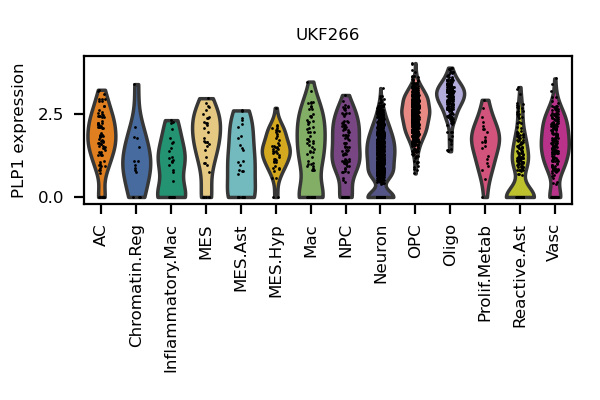 UKF266
PLP1 expression
2.5
0.0
AC
Chromatin.Reg
Inflammatory.Mac
MES
MES.Ast
MES.Hyp
Mac
NPC
Neuron
OPC
Oligo
Prolif.Metab
Reactive.Ast
Vasc